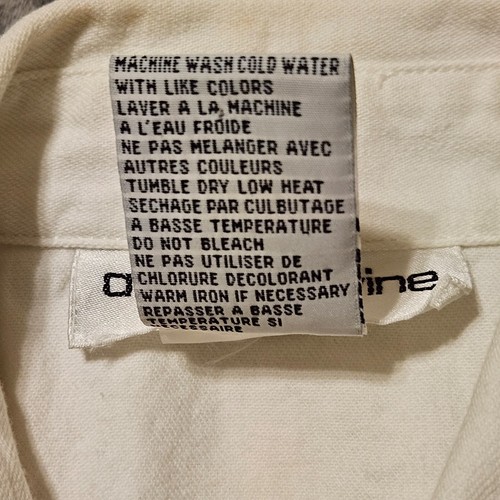 MACHINE WASH COLD WATER
WITH LIKE COLORS
LAVER A LA MACHINE
A L'EAU FROIDE
NE PAS MELANGER AVEC
AUTRES COULEURS
TUMBLE DRY LOW HEAT
SECHAGE PAR CULBUTAGE
A BASSE TEMPERATURE
DO NOT BLEACH
NE PAS UTILISER DE
CHLORURE DECOLORANT
WARM IRON IF NECESSARY
REPASSER A BASSE
TEMPERATURE SI
NECESSAIRE